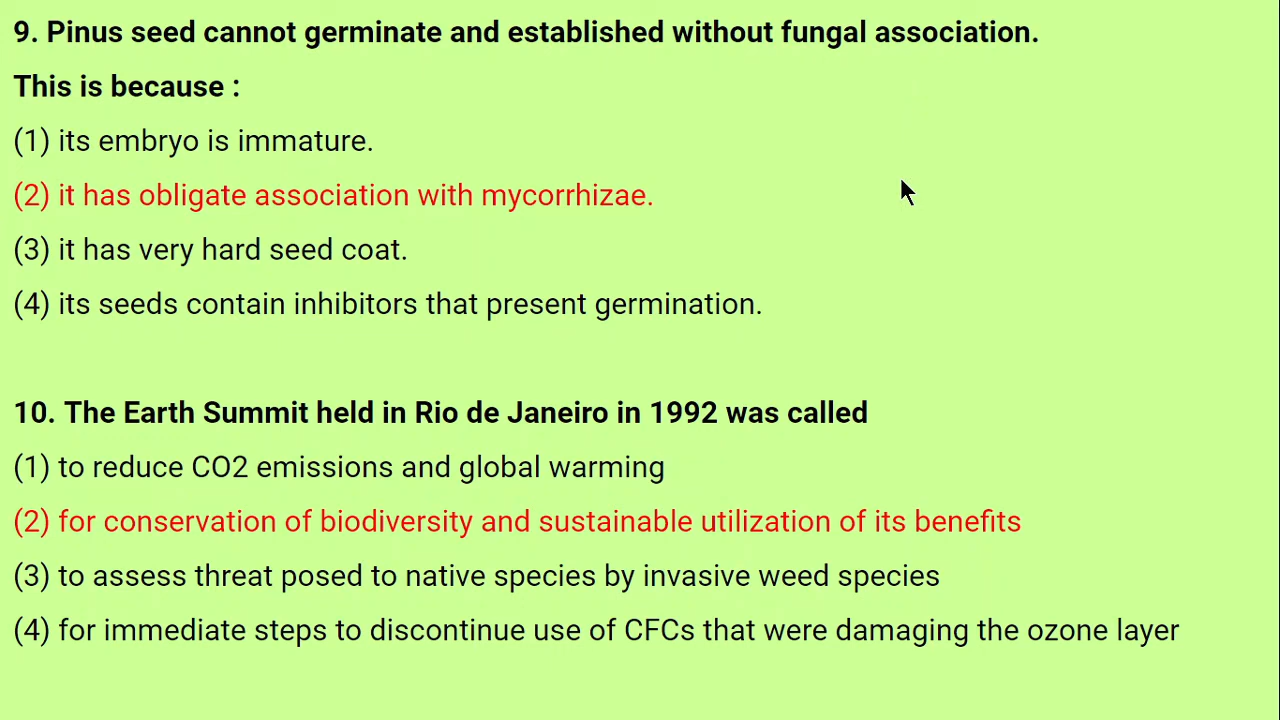 9. Pinus seed cannot germinate and established without fungal association.
This is because :
(1) its embryo is immature.
(2) it has obligate association with mycorrhizae.
(3) it has very hard seed coat.
(4) its seeds contain inhibitors that present germination.
10. The Earth Summit held in Rio de Janeiro in 1992 was called
(1) to reduce CO2 emissions and global warming
(2) for conservation of biodiversity and sustainable utilization of its benefits
(3) to assess threat posed to native species by invasive weed species
(4) for immediate steps to discontinue use of CFCs that were damaging the ozone layer